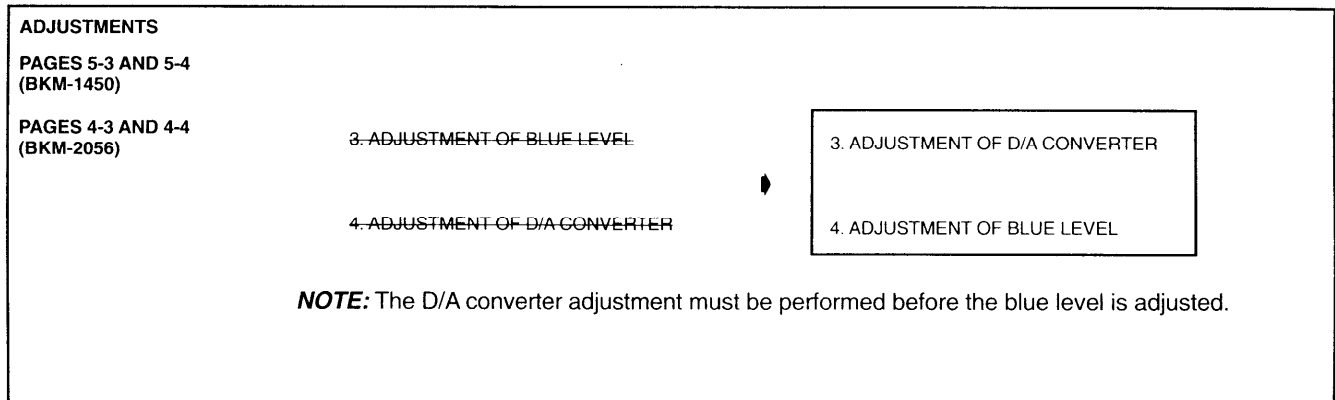 ADJUSTMENTS
PAGES 5-3 AND 5-4
(BKM-1450)
PAGES 4-3 AND 4-4
(BKM-2056)
3. ADJUSTMENT OF BLUE LEVEL
4. ADJUSTMENT OF D/A CONVERTER
3. ADJUSTMENT OF D/A CONVERTER
4. ADJUSTMENT OF BLUE LEVEL
NOTE: The D/A converter adjustment must be performed before the blue level is adjusted.